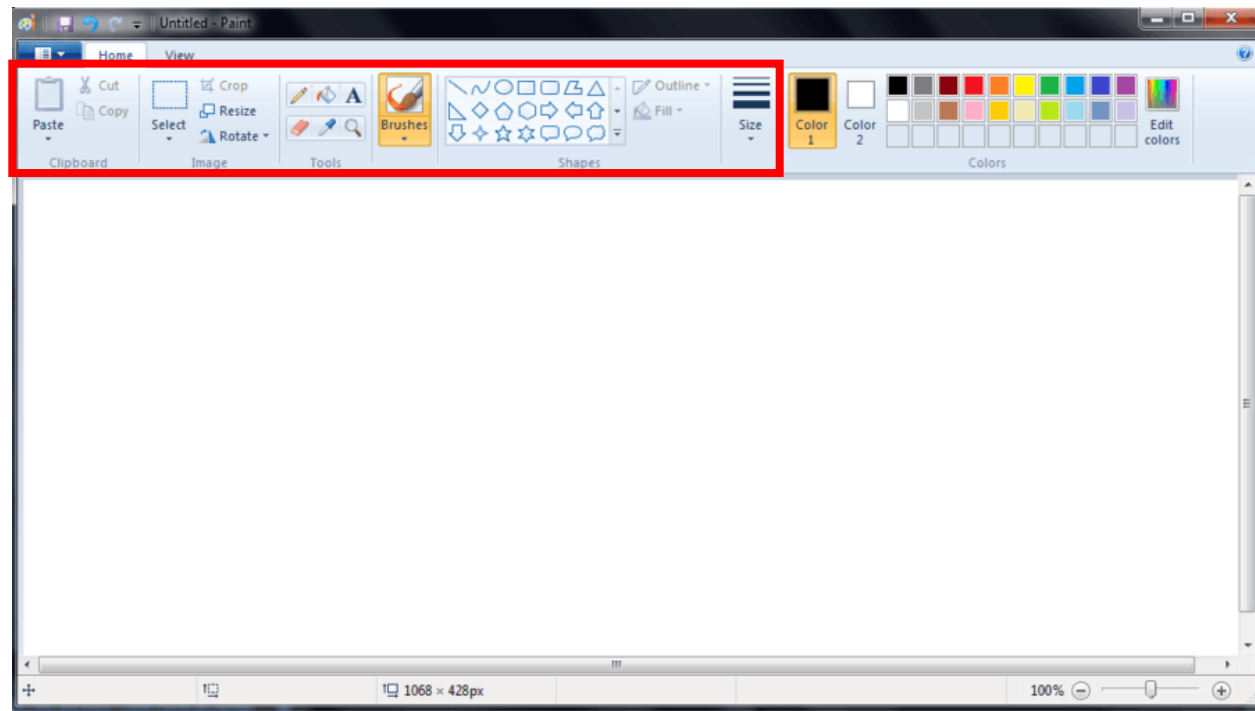 Untitled - Paint
Home View
Cut
Copy
Paste
Clipboard
Select
Crop
Resize
Rotate
Image
A
Tools
Brushes
Outline
Fill
Shapes
Size
Color
1
Color
2
Edit
colors
Colors
1068 × 428px
100%